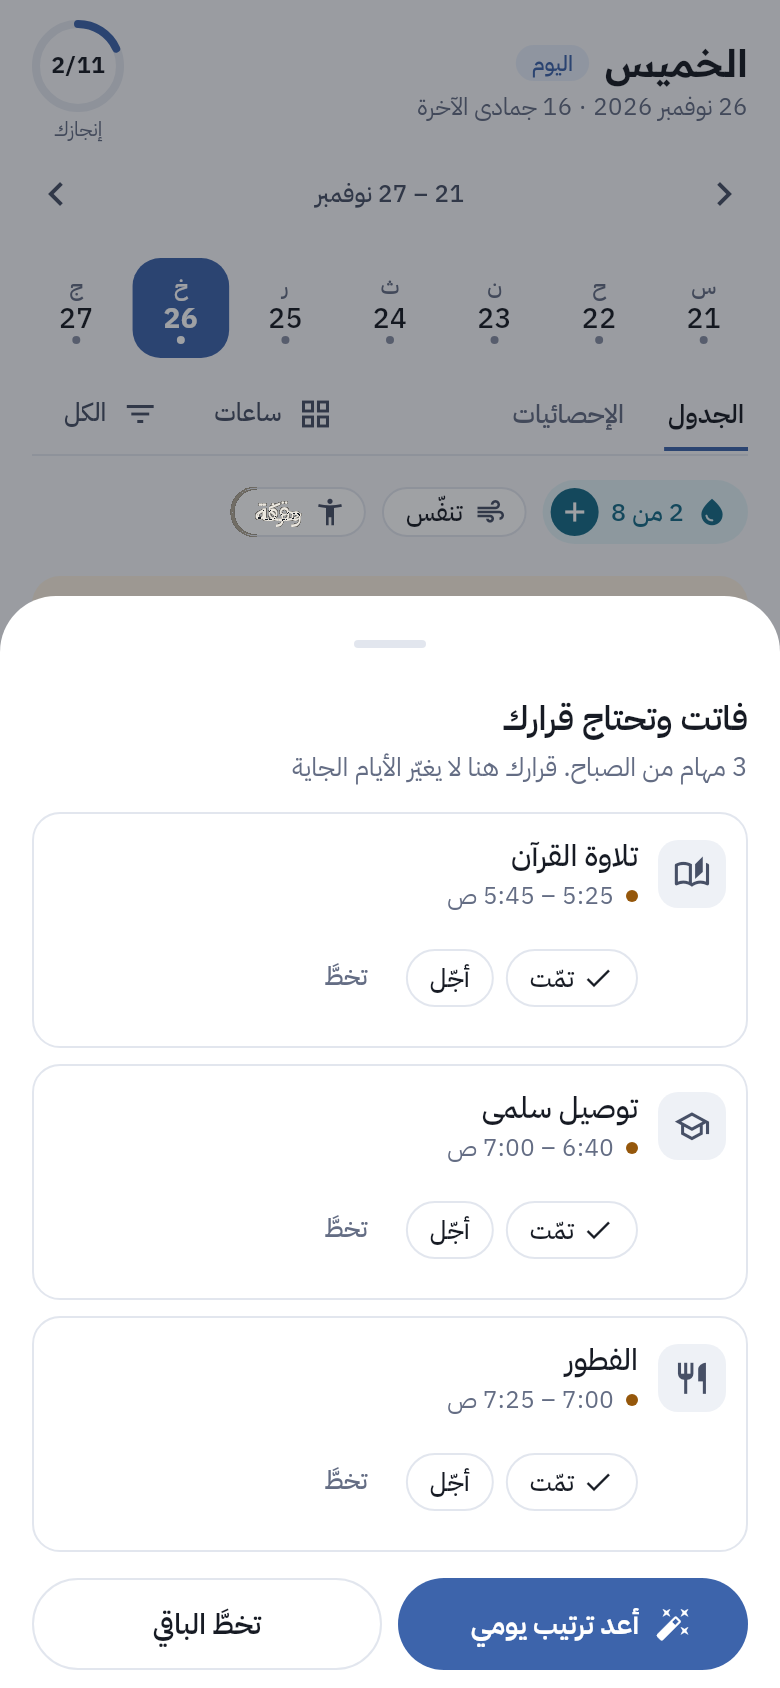 الخميس اليوم
26 نوفمبر 2026 · 16 جمادى الآخرة
2/11
إنجازك
21 – 27 نوفمبر
س ح ن ث ر خ ج
21 22 23 24 25 26 27
الجدول الإحصائيات ساعات الكل
2 من 8 تنفّس
فاتت وتحتاج قرارك
3 مهام من الصباح. قرارك هنا لا يغيّر الأيام الجاية
تلاوة القرآن
5:25 – 5:45 ص
تمّت أجّل تخطَّ
توصيل سلمى
6:40 – 7:00 ص
تمّت أجّل تخطَّ
الفطور
7:00 – 7:25 ص
تمّت أجّل تخطَّ
أعد ترتيب يومي تخطَّ الباقي